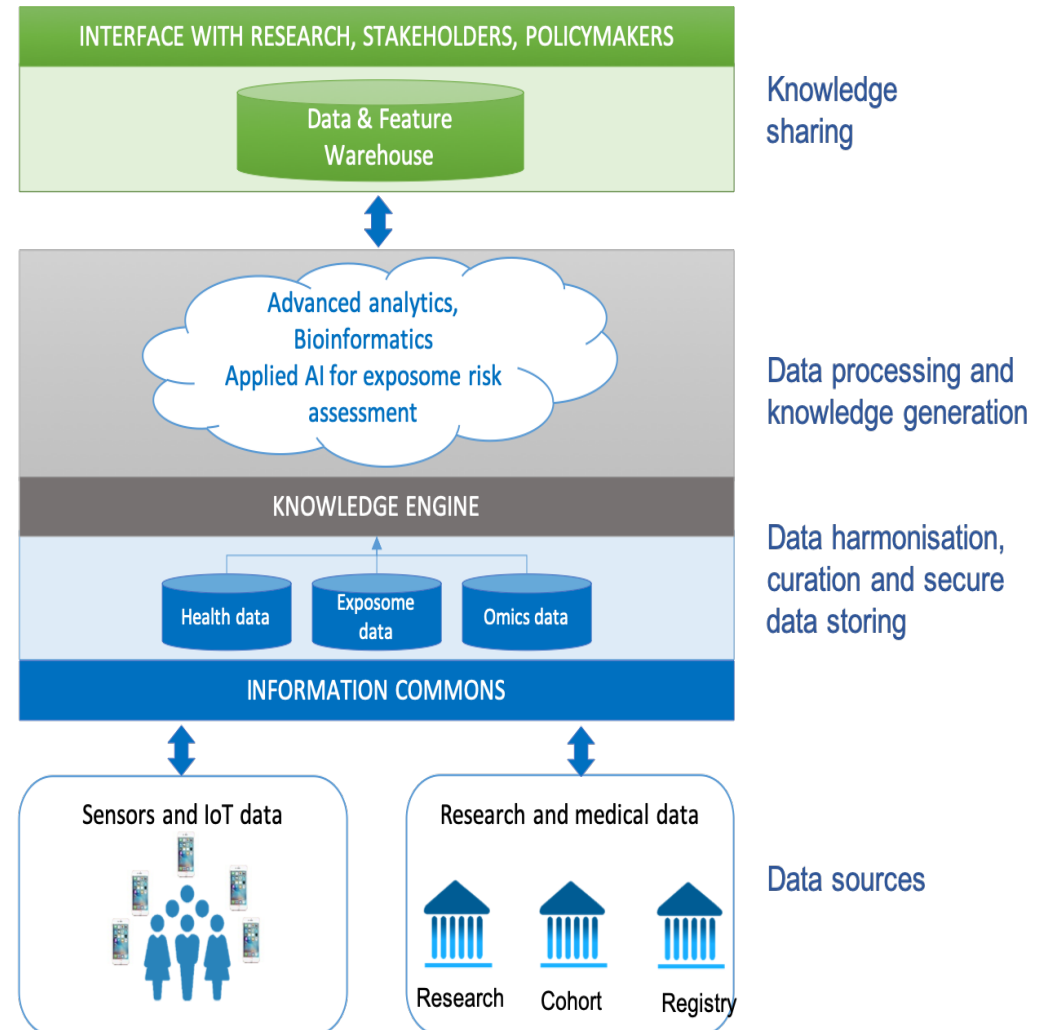 INTERFACE WITH RESEARCH, STAKEHOLDERS, POLICYMAKERS
Data & Feature
Warehouse
Knowledge
sharing
Advanced analytics,
Bioinformatics
Applied AI for exposome risk
assessment
Data processing and
knowledge generation
KNOWLEDGE ENGINE
Health data
Exposome
data
Omics data
Data harmonisation,
curation and secure
data storing
INFORMATION COMMONS
Sensors and IoT data
Research and medical data
Research
Cohort
Registry
Data sources